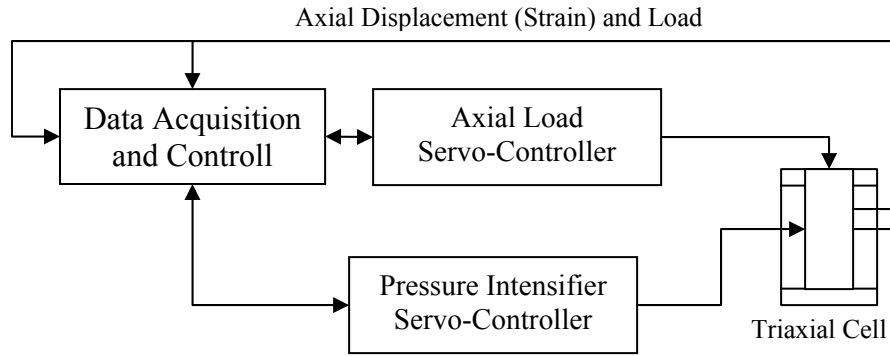 Axial Displacement (Strain) and Load
Data Acquisition
and Controll
Axial Load
Servo-Controller
Pressure Intensifier
Servo-Controller
Triaxial Cell